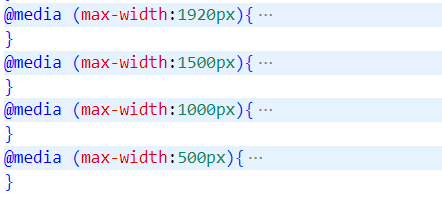 @media (max-width:1920px){ ···
}
@media (max-width:1500px){ ···
}
@media (max-width:1000px){ ···
}
@media (max-width:500px){ ···
}